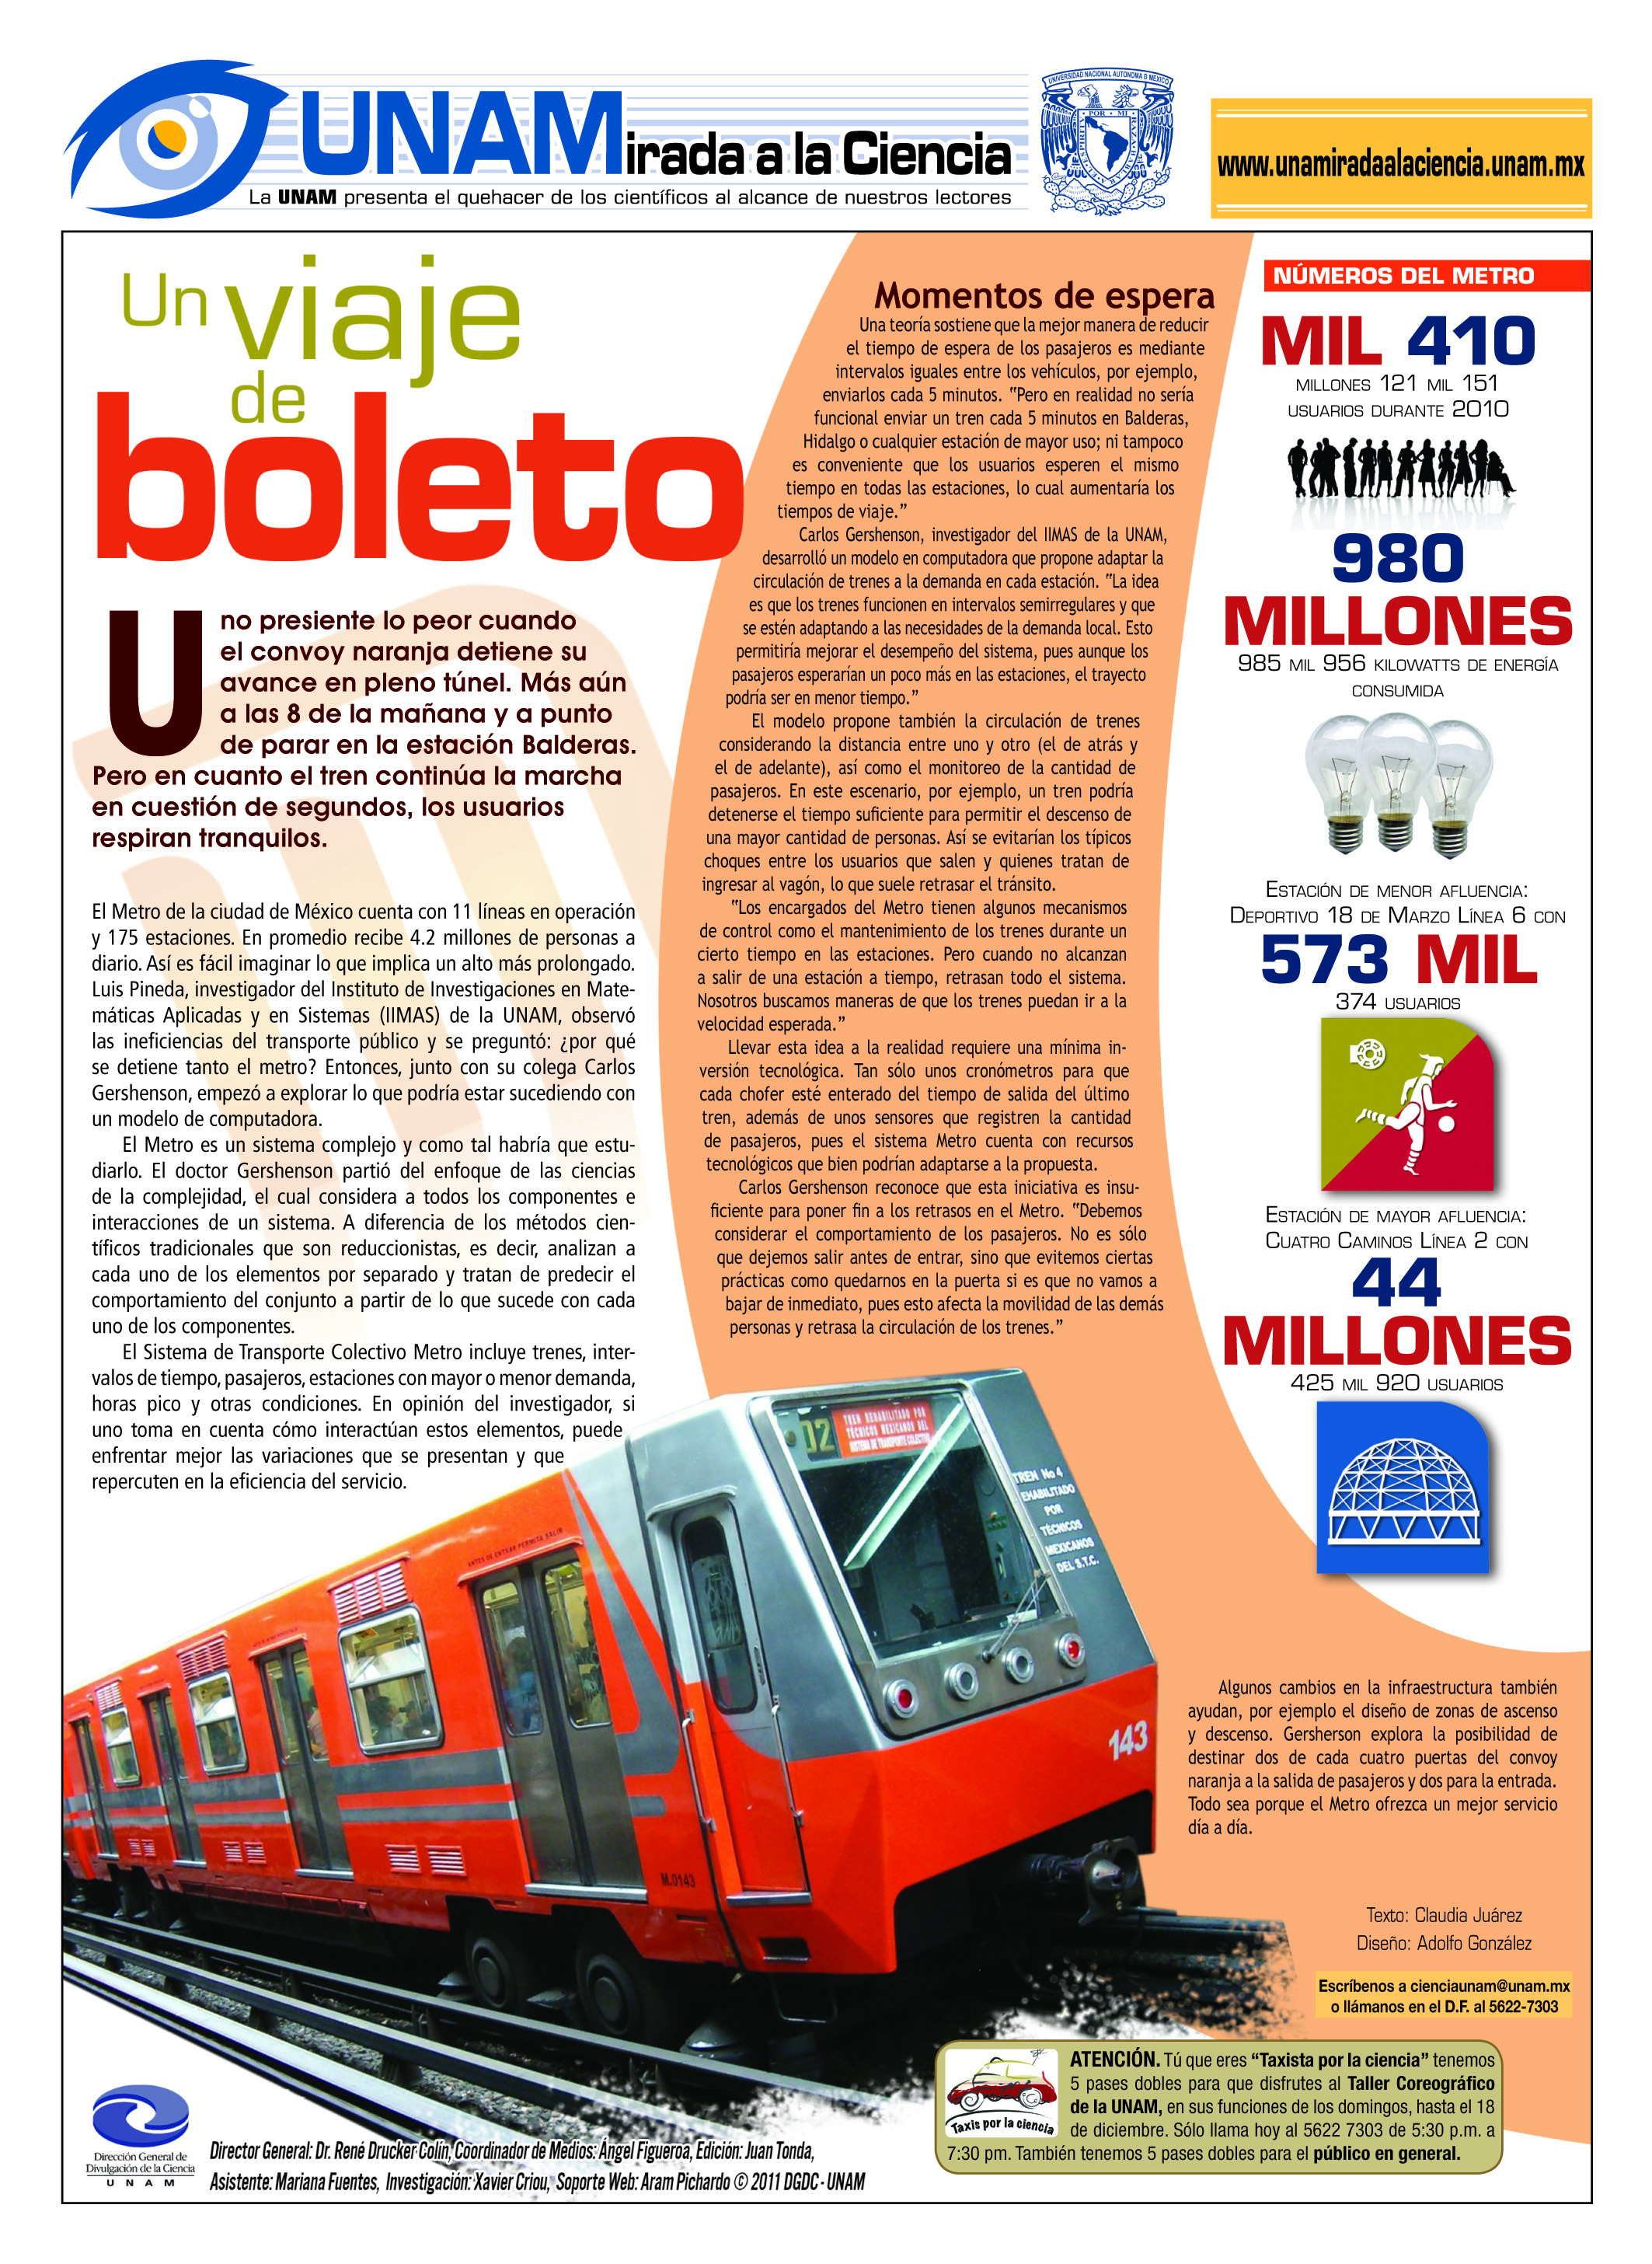 UNAMirada a la Ciencia
La UNAM presenta el quehacer de los científicos al alcance de nuestros lectores
UNIVERSIDAD NACIONAL AUTONOMA D MEXICO
www.unamiradaalaciencia.unam.mx
Un viaje
de
boleto
Uno presiente lo peor cuando
el convoy naranja detiene su
avance en pleno túnel. Más aún
a las 8 de la mañana y a punto
de parar en la estación Balderas.
Pero en cuanto el tren continúa la marcha
en cuestión de segundos, los usuarios
respiran tranquilos.
El Metro de la ciudad de México cuenta con 11 líneas en operación
y 175 estaciones. En promedio recibe 4.2 millones de personas a
diario. Así es fácil imaginar lo que implica un alto más prolongado.
Luis Pineda, investigador del Instituto de Investigaciones en Mate-
máticas Aplicadas y en Sistemas (IIMAS) de la UNAM, observó
las ineficiencias del transporte público y se preguntó: ¿por qué
se detiene tanto el metro? Entonces, junto con su colega Carlos
Gershenson, empezó a explorar lo que podría estar sucediendo con
un modelo de computadora.
El Metro es un sistema complejo y como tal habría que estu-
diarlo. El doctor Gershenson partió del enfoque de las ciencias
de la complejidad, el cual considera a todos los componentes e
interacciones de un sistema. A diferencia de los métodos cien-
tíficos tradicionales que son reduccionistas, es decir, analizan a
cada uno de los elementos por separado y tratan de predecir el
comportamiento del conjunto a partir de lo que sucede con cada
uno de los componentes.
El Sistema de Transporte Colectivo Metro incluye trenes, inter-
valos de tiempo, pasajeros, estaciones con mayor o menor demanda,
horas pico y otras condiciones. En opinión del investigador, si
uno toma en cuenta cómo interactúan estos elementos, puede
enfrentar mejor las variaciones que se presentan y que
repercuten en la eficiencia del servicio.
Momentos de espera
Una teoría sostiene que la mejor manera de reducir
el tiempo de espera de los pasajeros es mediante
intervalos iguales entre los vehículos, por ejemplo,
enviarlos cada 5 minutos. "Pero en realidad no sería
funcional enviar un tren cada 5 minutos en Balderas,
Hidalgo o cualquier estación de mayor uso; ni tampoco
es conveniente que los usuarios esperen el mismo
tiempo en todas las estaciones, lo cual aumentaría los
tiempos de viaje."
Carlos Gershenson, investigador del IIMAS de la UNAM,
desarrolló un modelo en computadora que propone adaptar la
circulación de trenes a la demanda en cada estación. "La idea
es que los trenes funcionen en intervalos semirregulares y que
se estén adaptando a las necesidades de la demanda local. Esto
permitiría mejorar el desempeño del sistema, pues aunque los
pasajeros esperarían un poco más en las estaciones, el trayecto
podría ser en menor tiempo."
El modelo propone también la circulación de trenes
considerando la distancia entre uno y otro (el de atrás y
el de adelante), así como el monitoreo de la cantidad de
pasajeros. En este escenario, por ejemplo, un tren podría
detenerse el tiempo suficiente para permitir el descenso de
una mayor cantidad de personas. Así se evitarían los típicos
choques entre los usuarios que salen y quienes tratan de
ingresar al vagón, lo que suele retrasar el tránsito.
"Los encargados del Metro tienen algunos mecanismos
de control como el mantenimiento de los trenes durante un
cierto tiempo en las estaciones. Pero cuando no alcanzan
a salir de una estación a tiempo, retrasan todo el sistema.
Nosotros buscamos maneras de que los trenes puedan ir a la
velocidad esperada."
Llevar esta idea a la realidad requiere una mínima in-
versión tecnológica. Tan sólo unos cronómetros para que
cada chofer esté enterado del tiempo de salida del último
tren, además de unos sensores que registren la cantidad
de pasajeros, pues el sistema Metro cuenta con recursos
tecnológicos que bien podrían adaptarse a la propuesta.
Carlos Gershenson reconoce que esta iniciativa es insu-
ficiente para poner fin a los retrasos en el Metro. "Debemos
considerar el comportamiento de los pasajeros. No es sólo
que dejemos salir antes de entrar, sino que evitemos ciertas
prácticas como quedarnos en la puerta si es que no vamos a
bajar de inmediato, pues esto afecta la movilidad de las demás
personas y retrasa la circulación de los trenes."
NÚMEROS DEL METRO
MIL 410
MILLONES 121 MIL 151
USUARIOS DURANTE 2010
980
MILLONES
985 MIL 956 KILOWATTS DE ENERGÍA
CONSUMIDA
ESTACIÓN DE MENOR AFLUENCIA:
DEPORTIVO 18 DE MARZO LÍNEA 6 CON
573 MIL
374 USUARIOS
ESTACIÓN DE MAYOR AFLUENCIA:
CUATRO CAMINOS LÍNEA 2 CON
44
MILLONES
425 MIL 920 USUARIOS
02
TREN REHABILITADO POR
TÉCNICOS MEXICANOS DEL
SISTEMA DE TRANSPORTE COLECTIVO
TREN No 4
REHABILITADO
POR
TÉCNICOS
MEXICANOS
DEL S.T.C.
ANTES DE ENTRAR PERMITA SALIR
143
M.0143
Algunos cambios en la infraestructura también
ayudan, por ejemplo el diseño de zonas de ascenso
y descenso. Gersherson explora la posibilidad de
destinar dos de cada cuatro puertas del convoy
naranja a la salida de pasajeros y dos para la entrada.
Todo sea porque el Metro ofrezca un mejor servicio
día a día.
Texto: Claudia Juárez
Diseño: Adolfo González
Escríbenos a cienciaunam@unam.mx
o llámanos en el D.F. al 5622-7303
Taxis por la ciencia
ATENCIÓN. Tú que eres "Taxista por la ciencia" tenemos
5 pases dobles para que disfrutes al Taller Coreográfico
de la UNAM, en sus funciones de los domingos, hasta el 18
de diciembre. Sólo llama hoy al 5622 7303 de 5:30 p.m. a
7:30 pm. También tenemos 5 pases dobles para el público en general.
Dirección General de
Divulgación de la Ciencia
U N A M
Director General: Dr. René Drucker Colín, Coordinador de Medios: Ángel Figueroa, Edición: Juan Tonda,
Asistente: Mariana Fuentes, Investigación: Xavier Criou, Soporte Web: Aram Pichardo © 2011 DGDC - UNAM